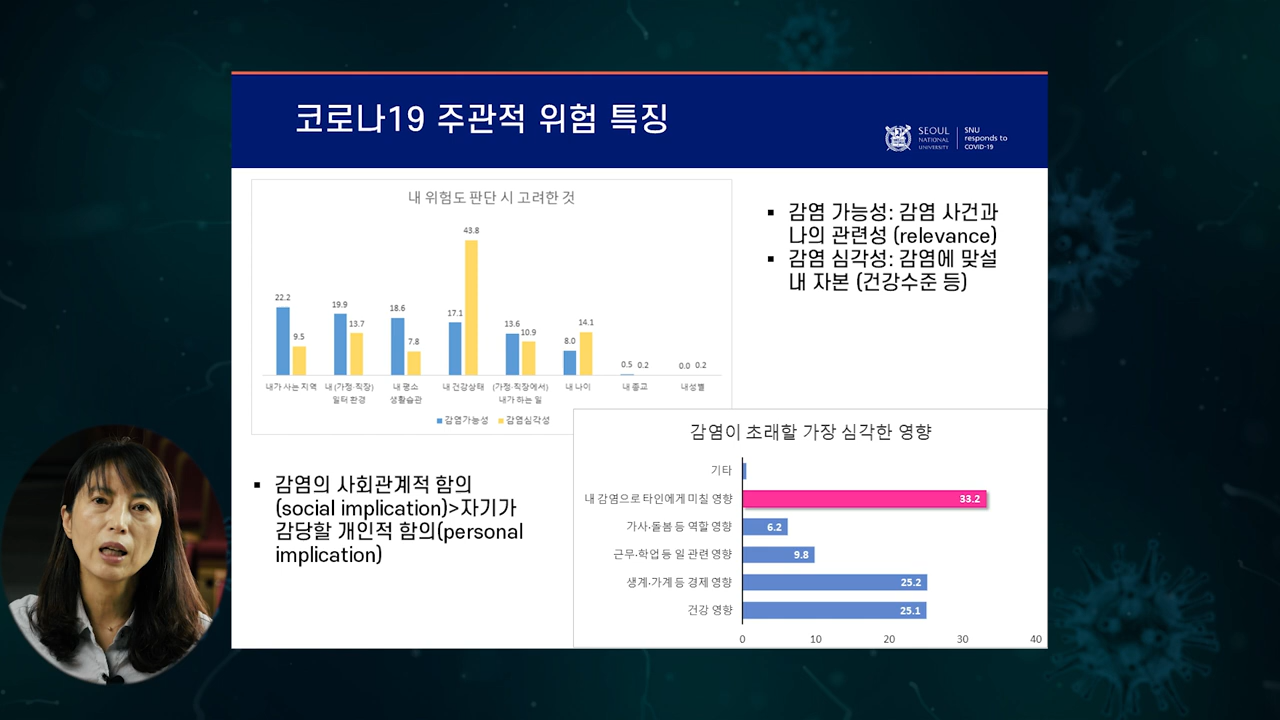 코로나19 주관적 위험 특징
SEOUL
NATIONAL
UNIVERSITY
SNU
responds to
COVID-19
내 위험도 판단 시 고려한 것
22.2
9.5
19.9
13.7
18.6
7.8
17.1
43.8
13.6
10.9
8.0
14.1
0.5 0.2
0.0 0.2
내가 사는 지역
내 (가정·직장)
일터 환경
내 평소
생활습관
내 건강상태
(가정·직장에서)
내가 하는 일
내 나이
내 종교
내성별
감염가능성 감염심각성
▪ 감염 가능성: 감염 사건과
나의 관련성 (relevance)
▪ 감염 심각성: 감염에 맞설
내 자본 (건강수준 등)
▪ 감염의 사회관계적 함의
(social implication)>자기가
감당할 개인적 함의(personal
implication)
감염이 초래할 가장 심각한 영향
기타
내 감염으로 타인에게 미칠 영향 33.2
가사·돌봄 등 역할 영향 6.2
근무·학업 등 일 관련 영향 9.8
생계·가계 등 경제 영향 25.2
건강 영향 25.1
0 10 20 30 40